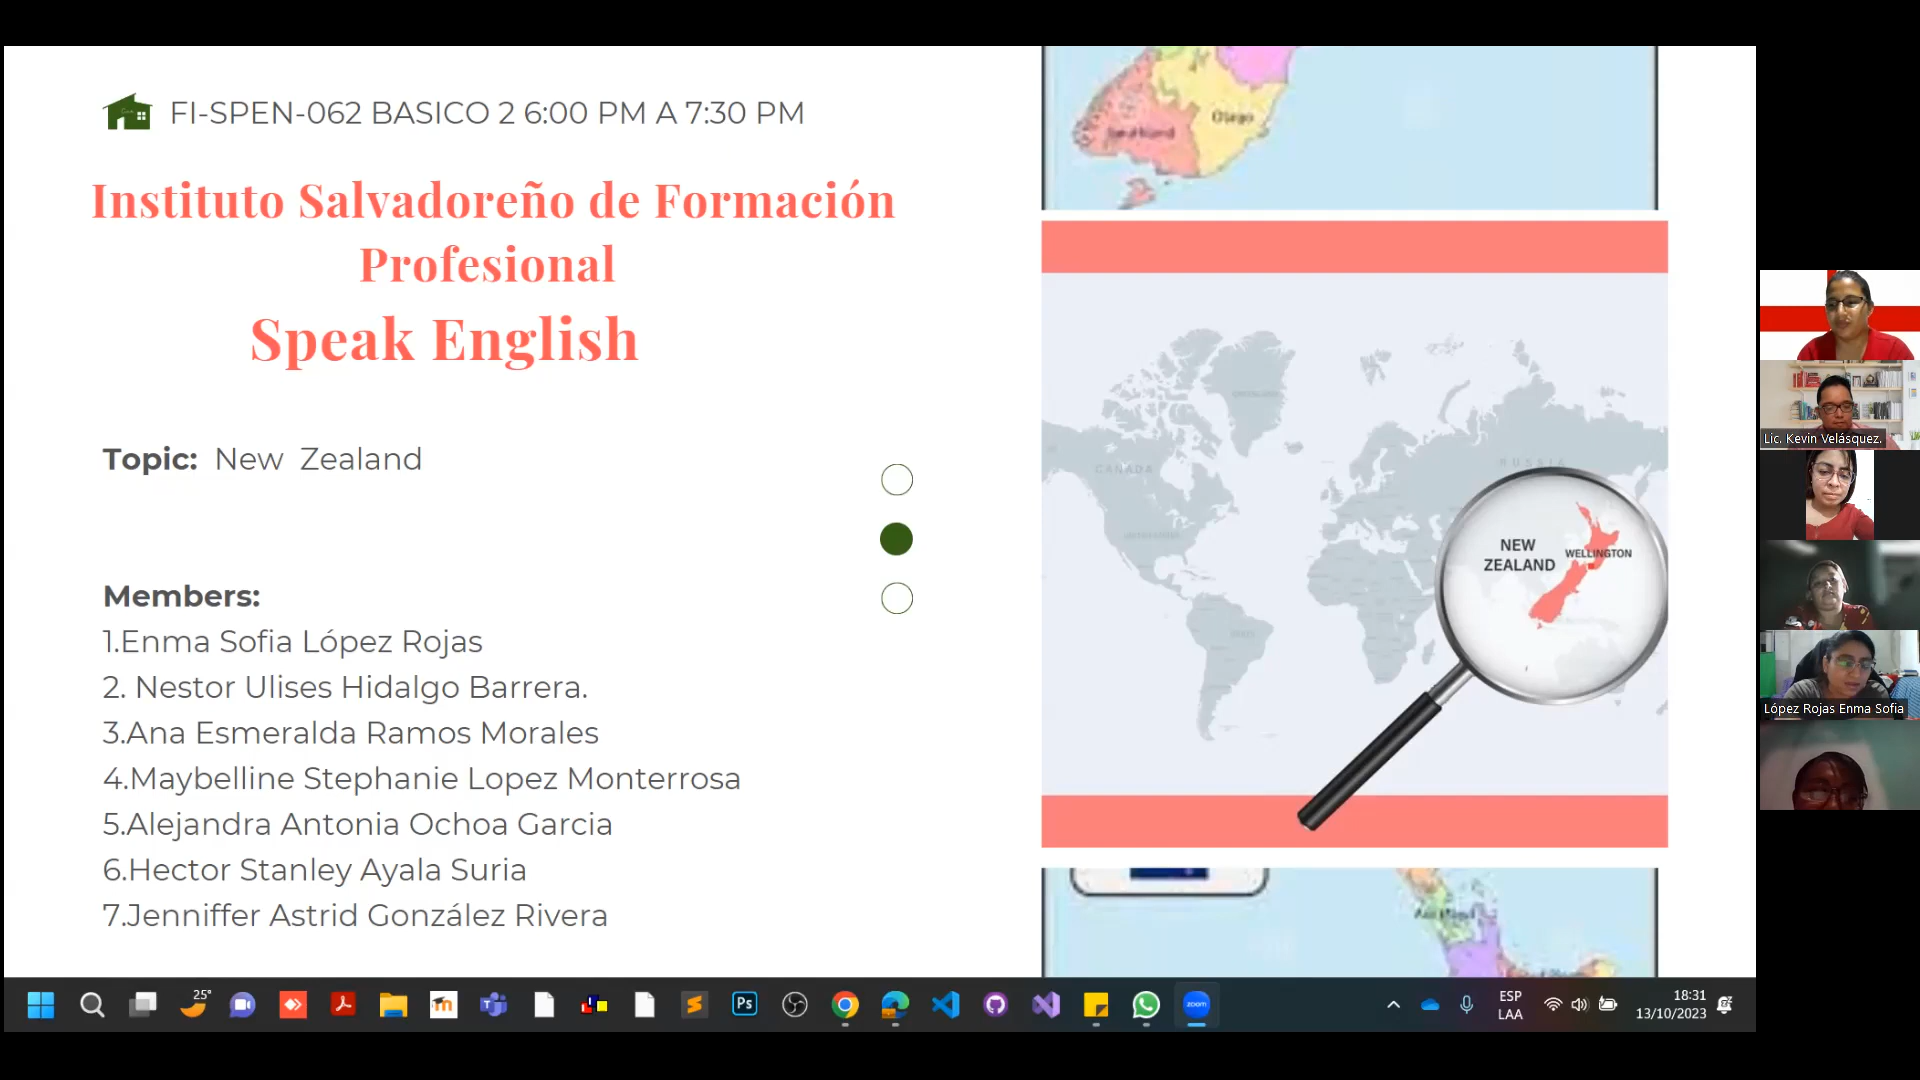 FI-SPEN-062 BASICO 2 6:00 PM A 7:30 PM
Instituto Salvadoreño de Formación
Profesional
Speak English
Topic: New Zealand
Members:
1.Enma Sofia López Rojas
2. Nestor Ulises Hidalgo Barrera.
3.Ana Esmeralda Ramos Morales
4.Maybelline Stephanie Lopez Monterrosa
5.Alejandra Antonia Ochoa Garcia
6.Hector Stanley Ayala Suria
7.Jenniffer Astrid González Rivera
Otago
CANADA
RUSSIA
NEW
ZEALAND
WELLINGTON
Lic. Kevin Velásquez.
López Rojas Enma Sofia
25°
Ps
zoom
ESP
LAA
18:31
13/10/2023